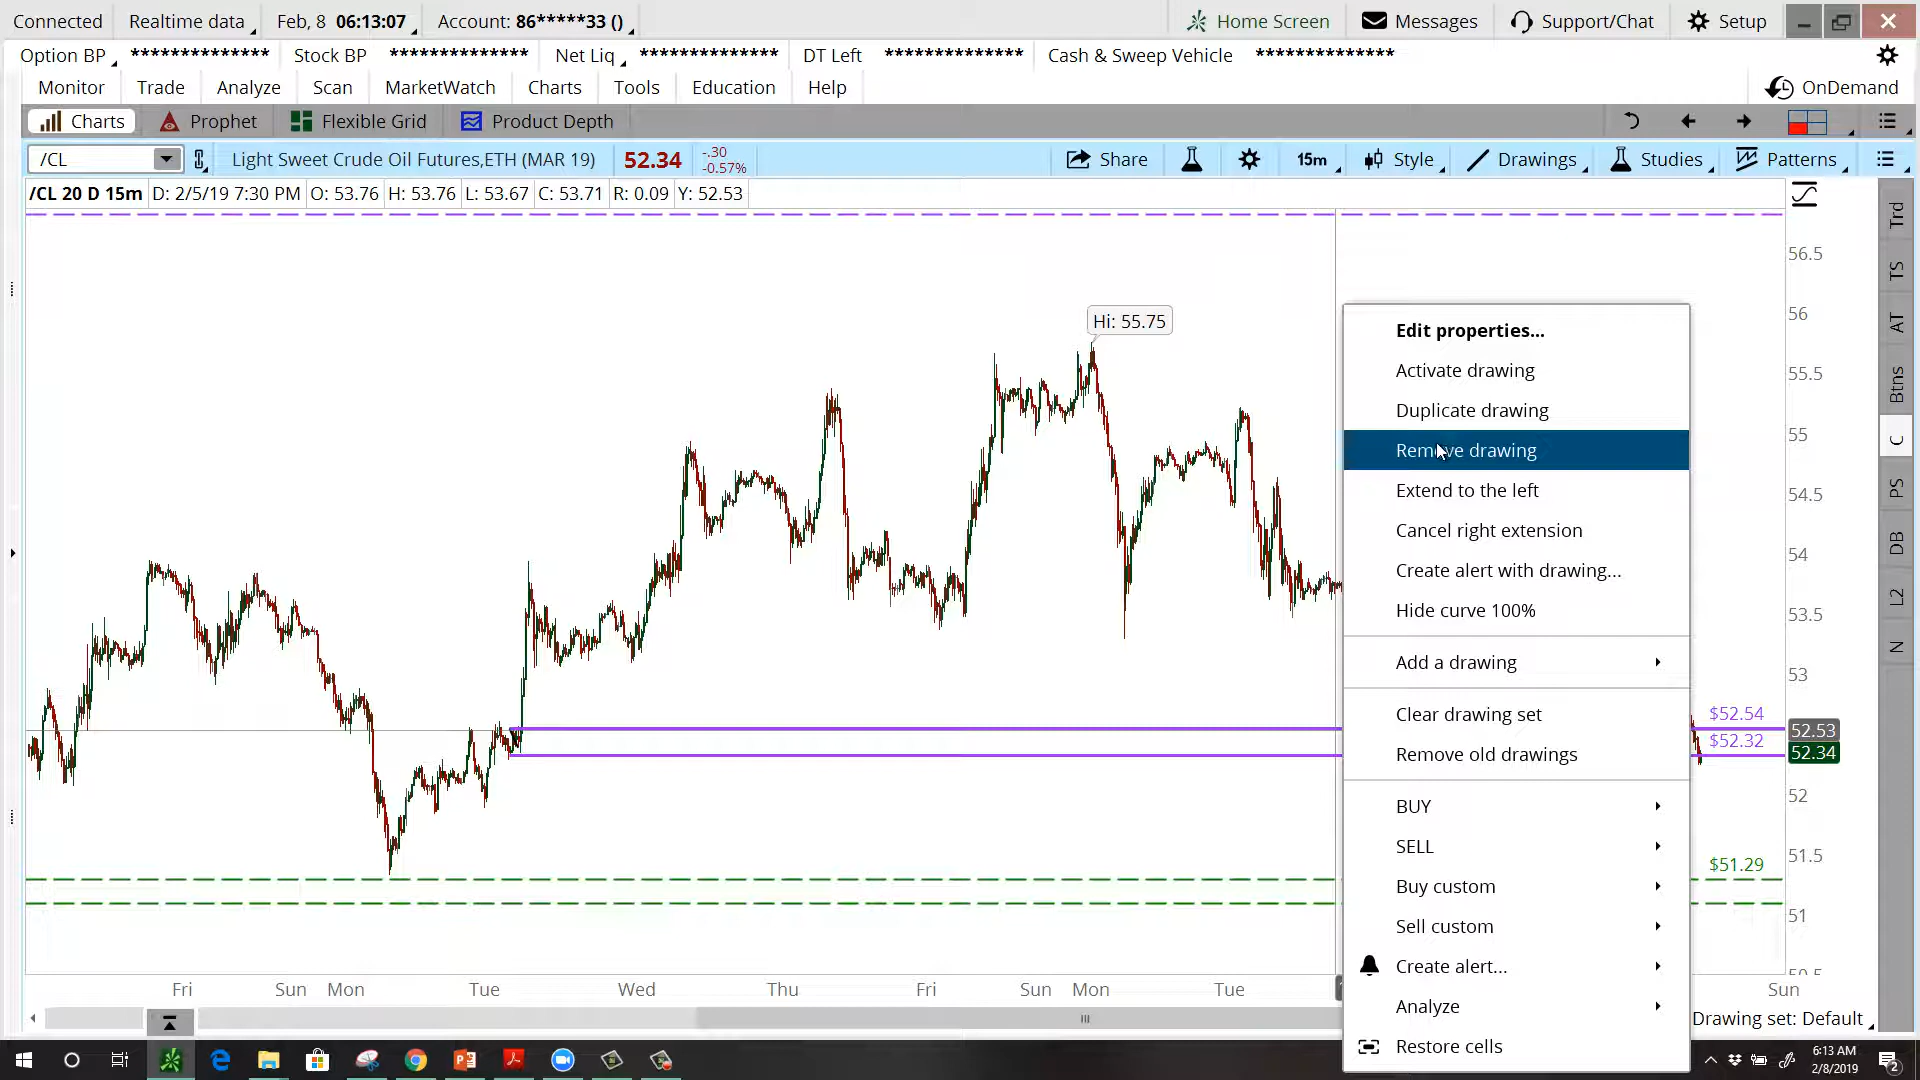 Connected Realtime data Feb, 8 06:13:07 Account: 86*****33 () Home Screen Messages Support/Chat Setup
Option BP ************** Stock BP ************** Net Liq ************** DT Left ************** Cash & Sweep Vehicle **************
Monitor Trade Analyze Scan MarketWatch Charts Tools Education Help OnDemand
Charts Prophet Flexible Grid Product Depth
/CL Light Sweet Crude Oil Futures,ETH (MAR 19) 52.34 -.30 -0.57% Share 15m Style Drawings Studies Patterns
/CL 20 D 15m D: 2/5/19 7:30 PM O: 53.76 H: 53.76 L: 53.67 C: 53.71 R: 0.09 Y: 52.53
Hi: 55.75
Edit properties...
Activate drawing
Duplicate drawing
Remove drawing
Extend to the left
Cancel right extension
Create alert with drawing...
Hide curve 100%
Add a drawing
Clear drawing set
Remove old drawings
BUY
SELL
Buy custom
Sell custom
Create alert...
Analyze
Restore cells
56.5
56
55.5
55
54.5
54
53.5
53
$52.54
52.53
$52.32
52.34
52
51.5
$51.29
51
50.5
Trd
TS
AT
Btns
C
PS
DB
L2
N
Fri Sun Mon Tue Wed Thu Fri Sun Mon Tue Sun
Drawing set: Default
6:13 AM
2/8/2019
2